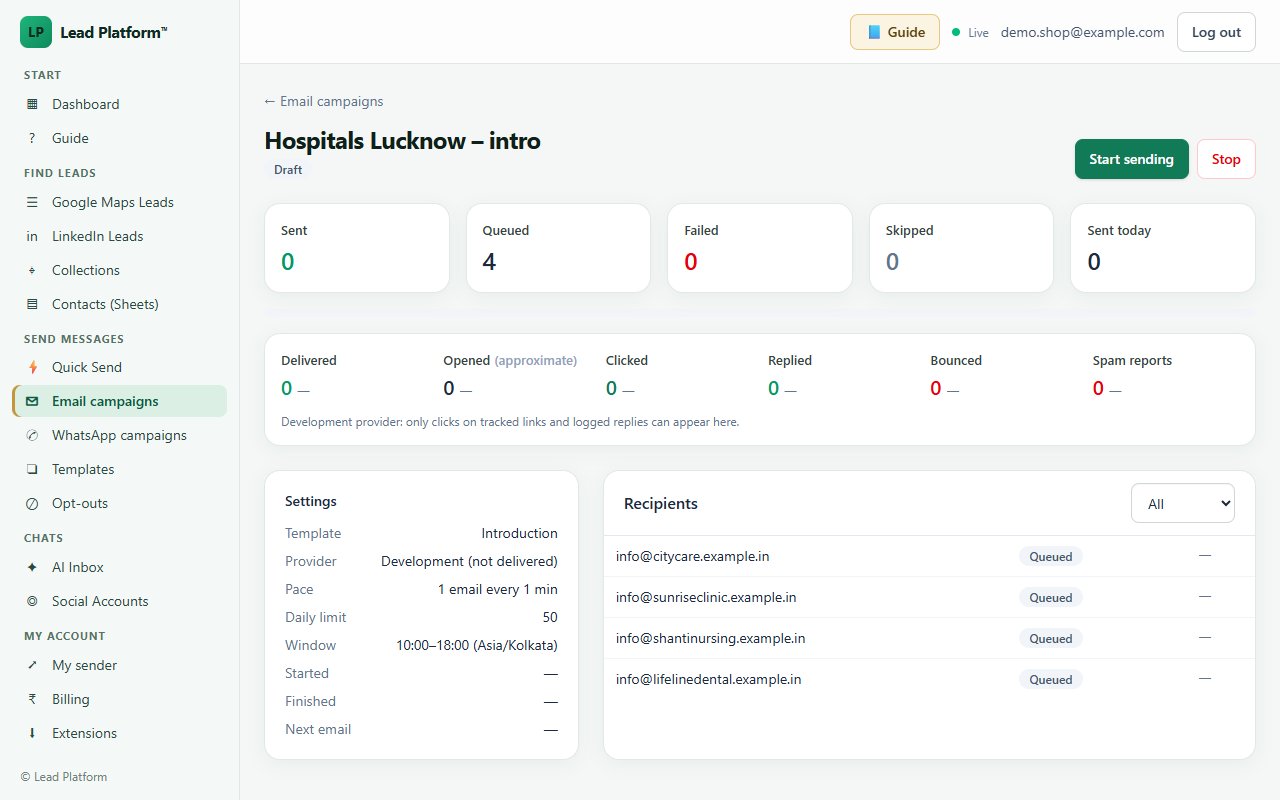 LP Lead Platform™
START
Dashboard
? Guide
FIND LEADS
Google Maps Leads
in LinkedIn Leads
Collections
Contacts (Sheets)
SEND MESSAGES
Quick Send
Email campaigns
WhatsApp campaigns
Templates
Opt-outs
CHATS
AI Inbox
Social Accounts
MY ACCOUNT
My sender
₹ Billing
Extensions
© Lead Platform
Guide
Live
demo.shop@example.com
Log out
← Email campaigns
Hospitals Lucknow – intro
Draft
Start sending
Stop
Sent
0
Queued
4
Failed
0
Skipped
0
Sent today
0
Delivered
0 —
Opened (approximate)
0 —
Clicked
0 —
Replied
0 —
Bounced
0 —
Spam reports
0 —
Development provider: only clicks on tracked links and logged replies can appear here.
Settings
Template Introduction
Provider Development (not delivered)
Pace 1 email every 1 min
Daily limit 50
Window 10:00–18:00 (Asia/Kolkata)
Started —
Finished —
Next email —
Recipients
All
info@citycare.example.in Queued —
info@sunriseclinic.example.in Queued —
info@shantinursing.example.in Queued —
info@lifelinedental.example.in Queued —